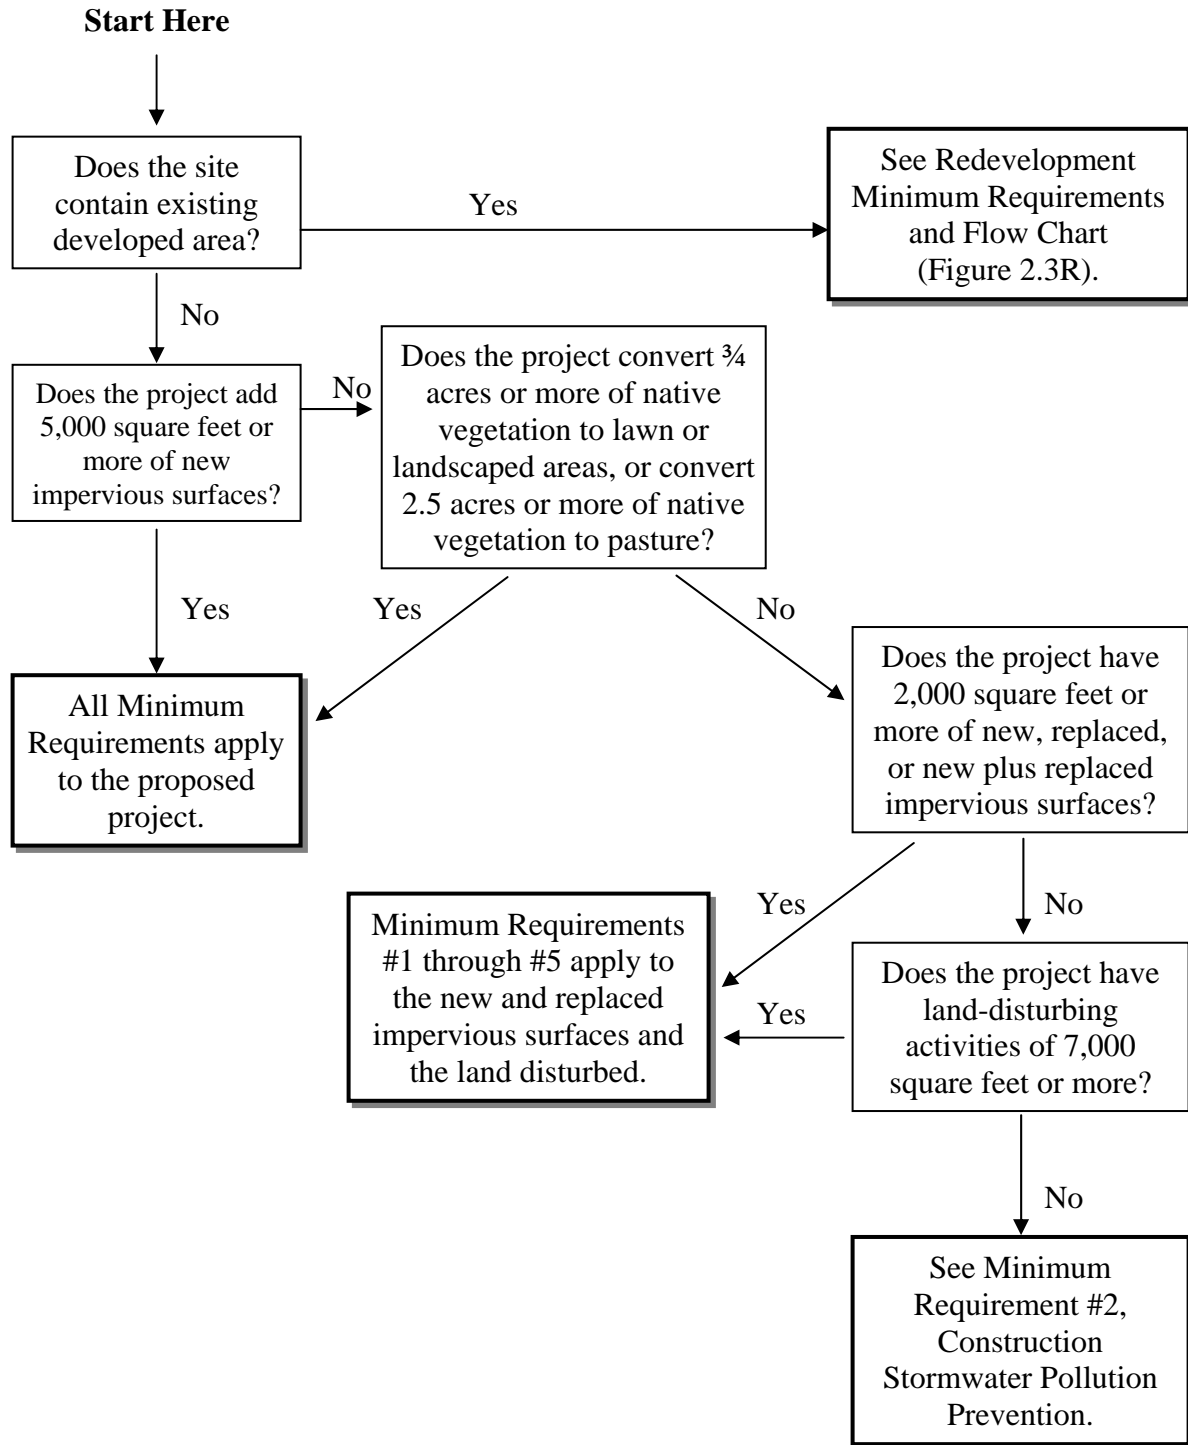 Start Here
Does the site
contain existing
developed area?
Yes
See Redevelopment
Minimum Requirements
and Flow Chart
(Figure 2.3R).
No
Does the project add
5,000 square feet or
more of new
impervious surfaces?
No
Does the project convert ¾
acres or more of native
vegetation to lawn or
landscaped areas, or convert
2.5 acres or more of native
vegetation to pasture?
Yes
Yes
No
All Minimum
Requirements apply
to the proposed
project.
Does the project have
2,000 square feet or
more of new, replaced,
or new plus replaced
impervious surfaces?
Yes
No
Minimum Requirements
#1 through #5 apply to
the new and replaced
impervious surfaces and
the land disturbed.
Yes
Does the project have
land-disturbing
activities of 7,000
square feet or more?
No
See Minimum
Requirement #2,
Construction
Stormwater Pollution
Prevention.